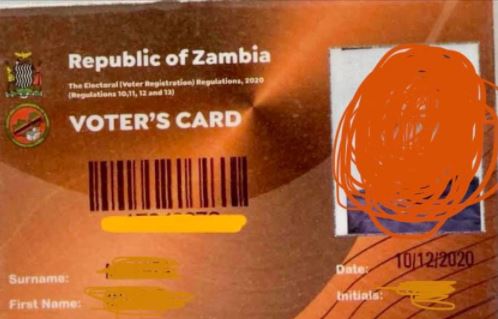 Republic of Zambia
The Electoral (Voter Registration) Regulations, 2020
(Regulations 10,11, 12 and 13)
VOTER'S CARD
Surname:
First Name:
Date: 10/12/2020
Initials: